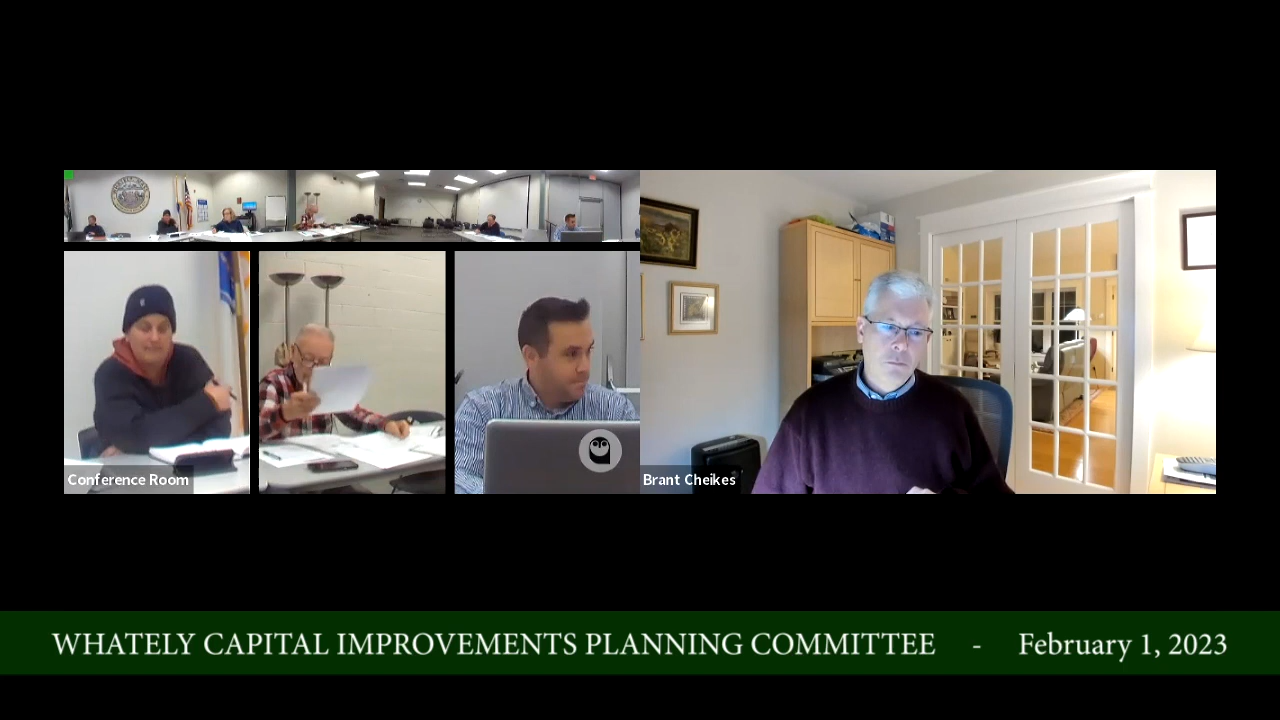 Conference Room
Brant Cheikes
WHATELY CAPITAL IMPROVEMENTS PLANNING COMMITTEE - February 1, 2023